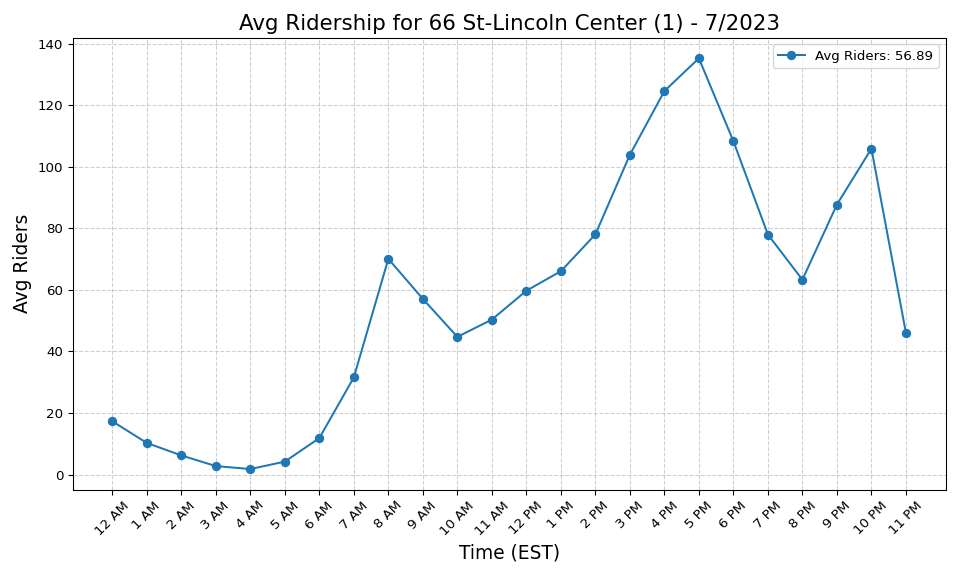 Avg Ridership for 66 St-Lincoln Center (1) - 7/2023
Avg Riders: 56.89
Avg Riders
140
120
100
80
60
40
20
0
12 AM
1 AM
2 AM
3 AM
4 AM
5 AM
6 AM
7 AM
8 AM
9 AM
10 AM
11 AM
12 PM
1 PM
2 PM
3 PM
4 PM
5 PM
6 PM
7 PM
8 PM
9 PM
10 PM
11 PM
Time (EST)